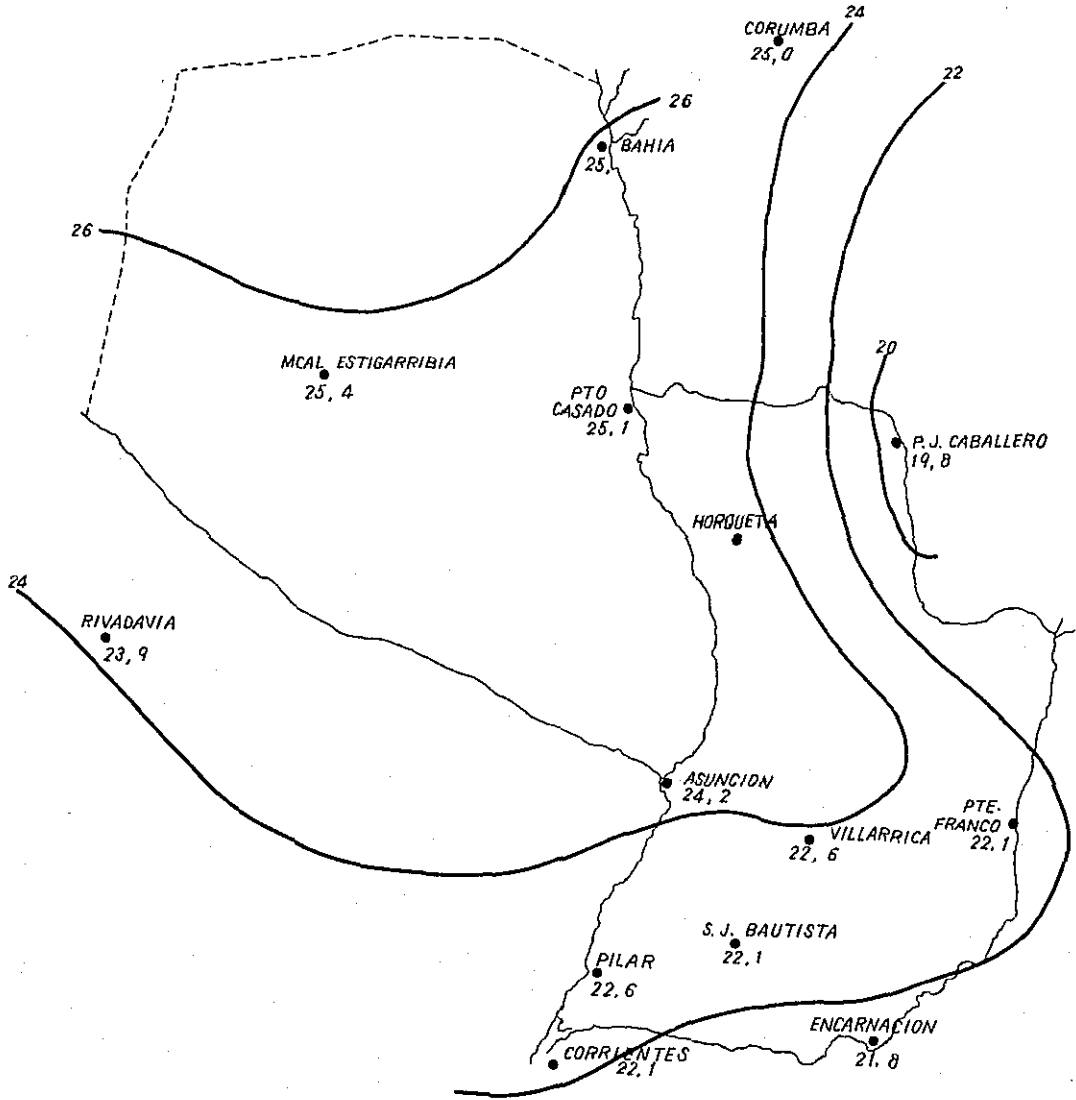 24
CORUMBA
25,0
22
26
BAHIA
25,
26
20
MCAL ESTIGARRIBIA
25,4
PTO
CASADO
25,1
P.J. CABALLERO
19,8
HORQUETA
24
RIVADAVIA
23,9
ASUNCION
24,2
PTE.
FRANCO
22,1
VILLARRICA
22,6
S.J. BAUTISTA
22,1
PILAR
22,6
ENCARNACION
21,8
CORRIENTES
22,1